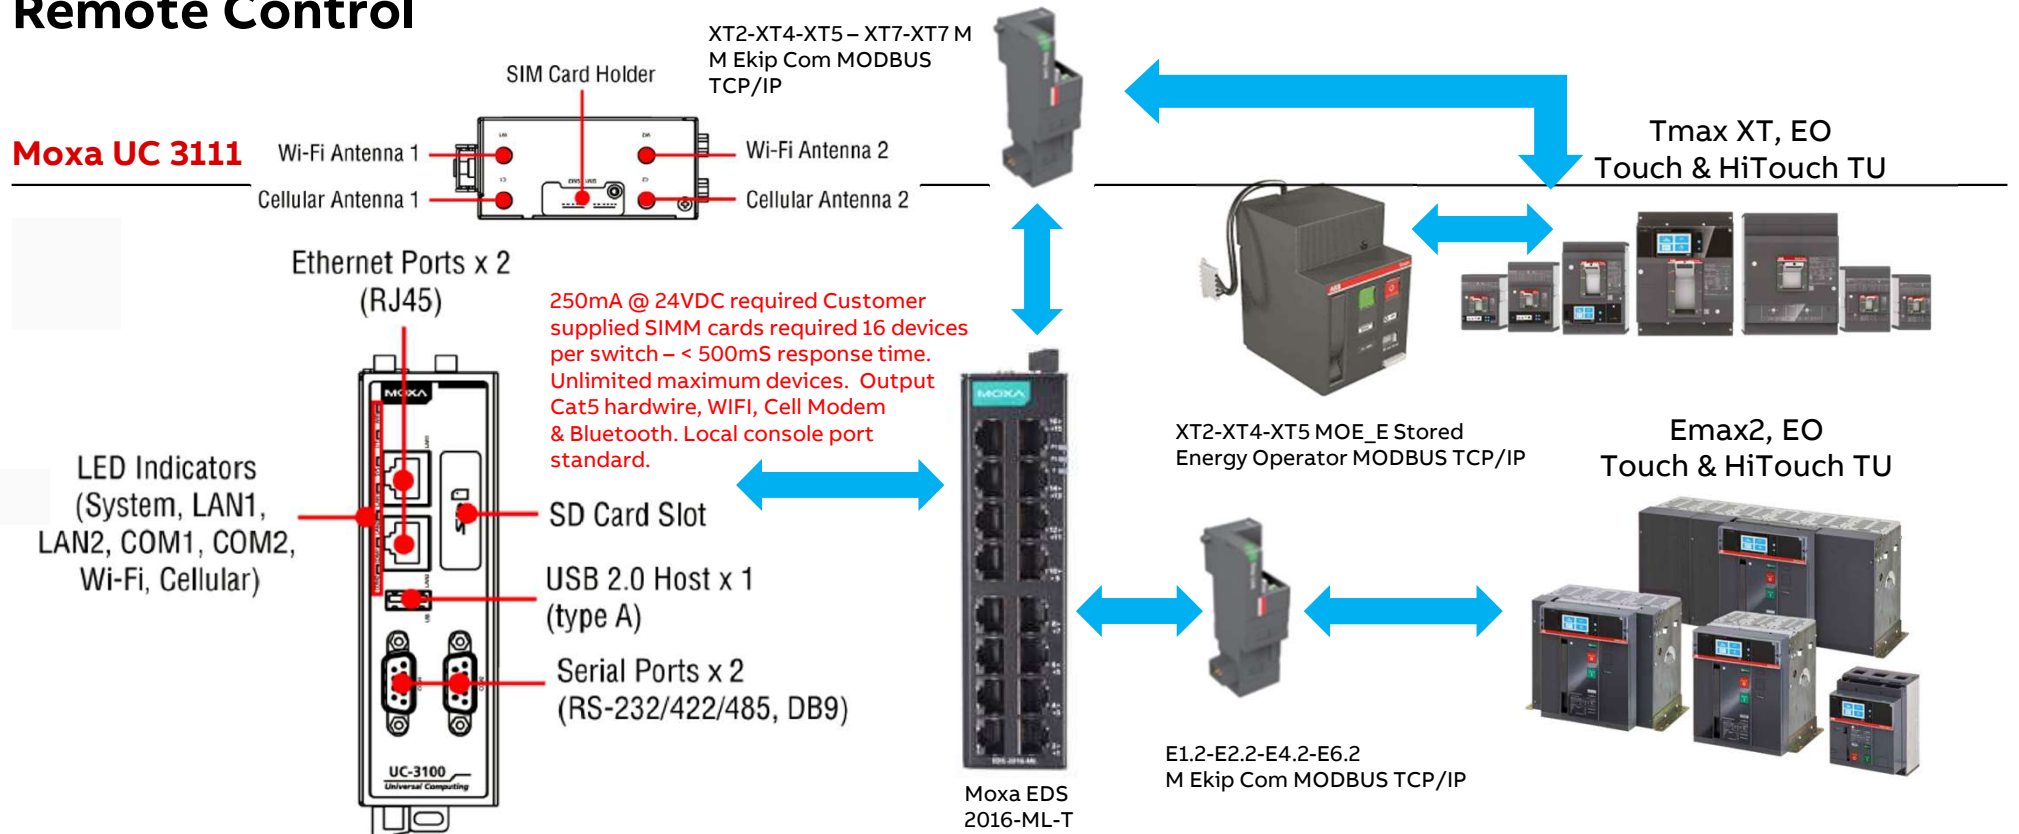 Remote Control
XT2-XT4-XT5 – XT7-XT7 M
M Ekip Com MODBUS
TCP/IP
SIM Card Holder
Moxa UC 3111
Wi-Fi Antenna 1
Wi-Fi Antenna 2
Cellular Antenna 1
Cellular Antenna 2
Tmax XT, EO
Touch & HiTouch TU
Ethernet Ports x 2
(RJ45)
250mA @ 24VDC required Customer
supplied SIMM cards required 16 devices
per switch – < 500mS response time.
Unlimited maximum devices.  Output
Cat5 hardwire, WIFI, Cell Modem
& Bluetooth. Local console port
standard.
MOXA
MOXA
LAN1
LAN2
ABB
XT2-XT4-XT5 MOE_E Stored
Energy Operator MODBUS TCP/IP
Emax2, EO
Touch & HiTouch TU
LED Indicators
(System, LAN1,
LAN2, COM1, COM2,
Wi-Fi, Cellular)
SD Card Slot
USB 2.0 Host x 1
(type A)
Serial Ports x 2
(RS-232/422/485, DB9)
UC-3100
Universal Computing
EDS-2016-ML
Moxa EDS
2016-ML-T
E1.2-E2.2-E4.2-E6.2
M Ekip Com MODBUS TCP/IP